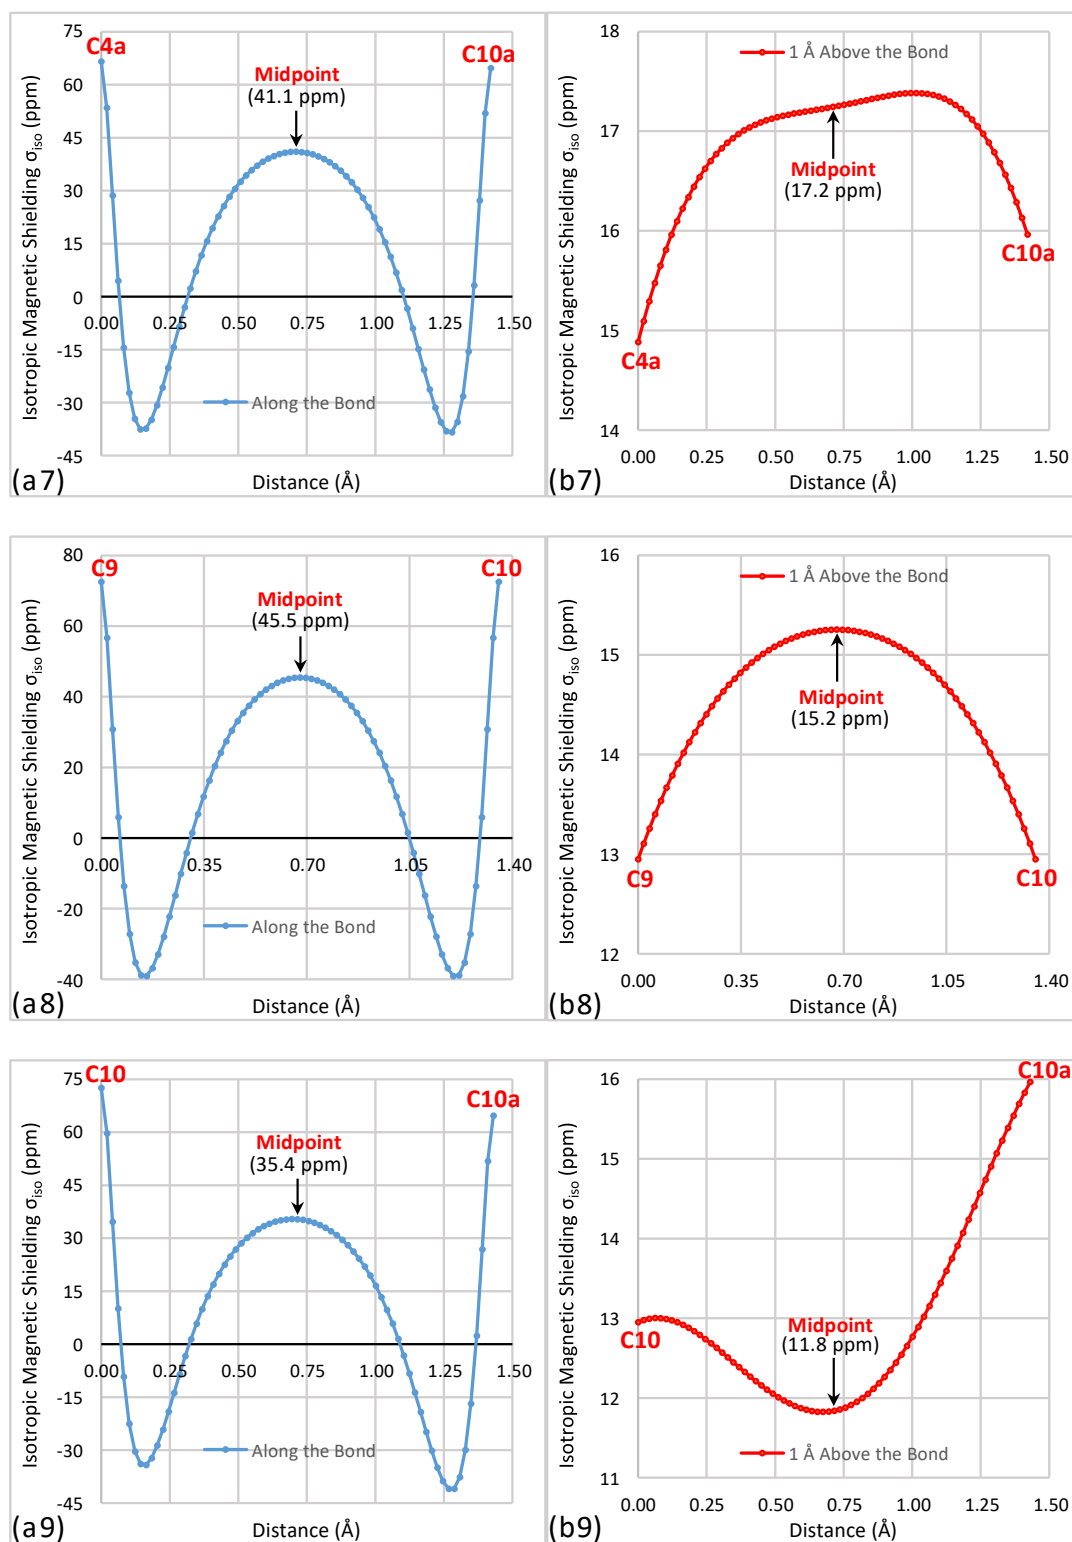 Isotropic Magnetic Shielding σiso (ppm)
75
60
45
30
15
0
-15
-30
-45
C4a
C10a
Midpoint
(41.1 ppm)
0.00 0.25 0.50 0.75 1.00 1.25 1.50
Along the Bond
Distance (Å)
(a7)
Isotropic Magnetic Shielding σiso (ppm)
18
17
16
15
14
1 Å Above the Bond
Midpoint
(17.2 ppm)
C10a
C4a
0.00 0.25 0.50 0.75 1.00 1.25 1.50
Distance (Å)
(b7)
Isotropic Magnetic Shielding σiso (ppm)
80
60
40
20
0
-20
-40
C9
C10
Midpoint
(45.5 ppm)
0.00 0.35 0.70 1.05 1.40
Along the Bond
Distance (Å)
(a8)
Isotropic Magnetic Shielding σiso (ppm)
16
15
14
13
12
1 Å Above the Bond
Midpoint
(15.2 ppm)
C9
C10
0.00 0.35 0.70 1.05 1.40
Distance (Å)
(b8)
Isotropic Magnetic Shielding σiso (ppm)
75
60
45
30
15
0
-15
-30
-45
C10
C10a
Midpoint
(35.4 ppm)
0.00 0.25 0.50 0.75 1.00 1.25 1.50
Along the Bond
Distance (Å)
(a9)
Isotropic Magnetic Shielding σiso (ppm)
16
15
14
13
12
11
C10a
C10
Midpoint
(11.8 ppm)
1 Å Above the Bond
0.00 0.25 0.50 0.75 1.00 1.25 1.50
Distance (Å)
(b9)